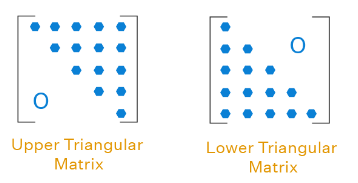 O
O
Upper Triangular
Matrix
Lower Triangular
Matrix